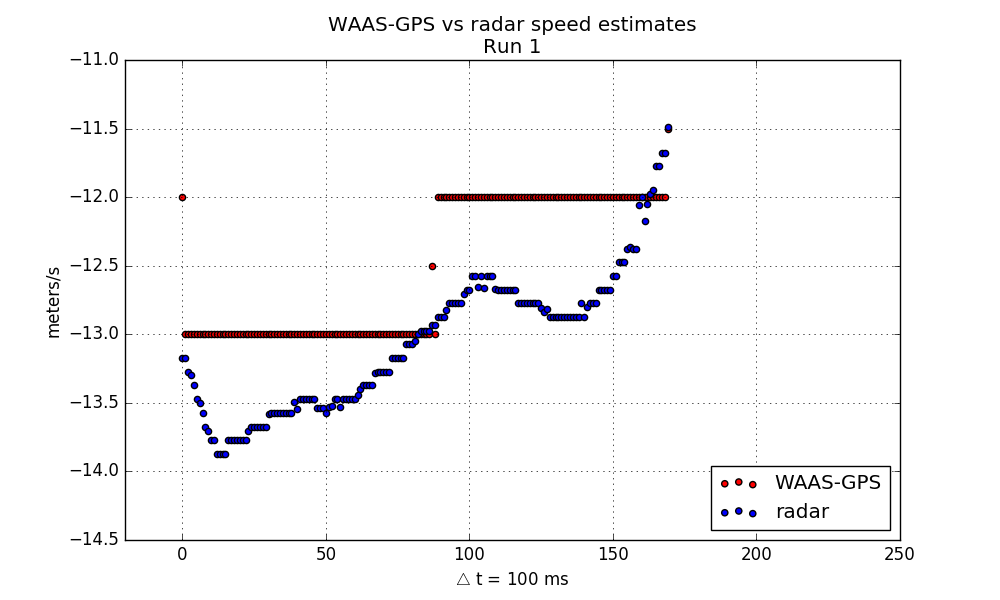 WAAS-GPS vs radar speed estimates
Run 1
−11.0
−11.5
−12.0
−12.5
−13.0
−13.5
−14.0
−14.5
meters/s
WAAS-GPS
radar
0 50 100 150 200 250
△ t = 100 ms